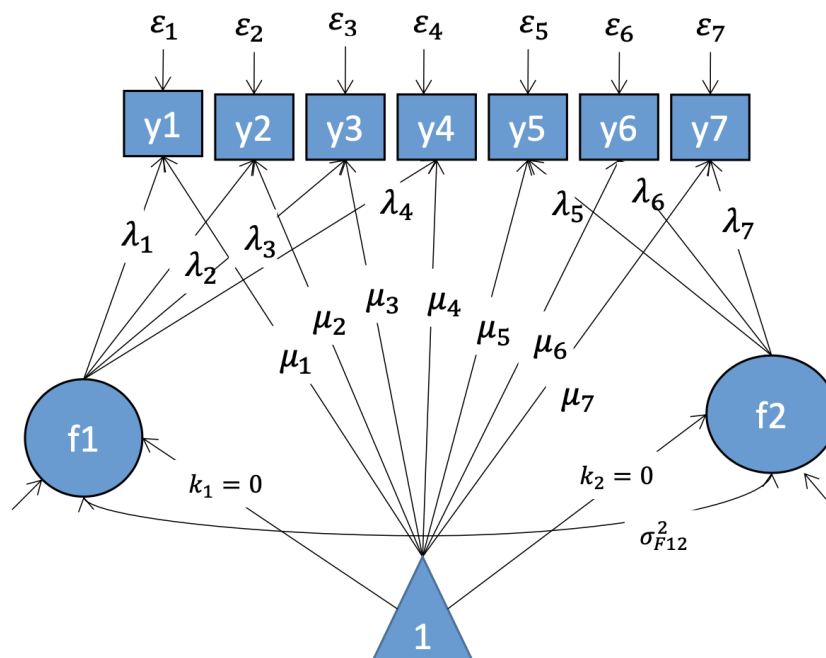 ε₁ ε₂ ε₃ ε₄ ε₅ ε₆ ε₇
y1 y2 y3 y4 y5 y6 y7
λ₁ λ₂ λ₃ λ₄ λ₅ λ₆ λ₇
μ₁ μ₂ μ₃ μ₄ μ₅ μ₆ μ₇
f1 f2
k₁ = 0 k₂ = 0
σ²_F12
1